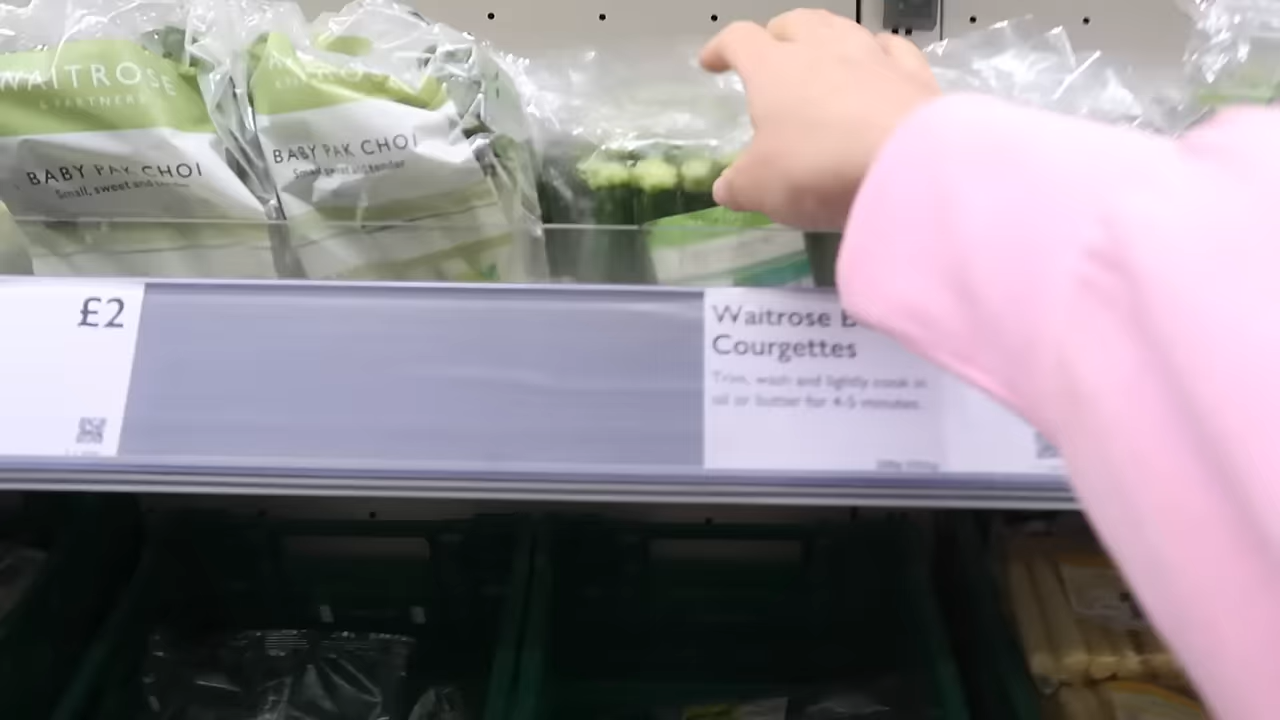 WAITROSE
& PARTNERS
BABY PAK CHOI
Small, sweet and tender
BABY PAK CHOI
Small, sweet and tender
£2
Waitrose B
Courgettes
Trim, wash and lightly cook in
oil or butter for 4-5 minutes.